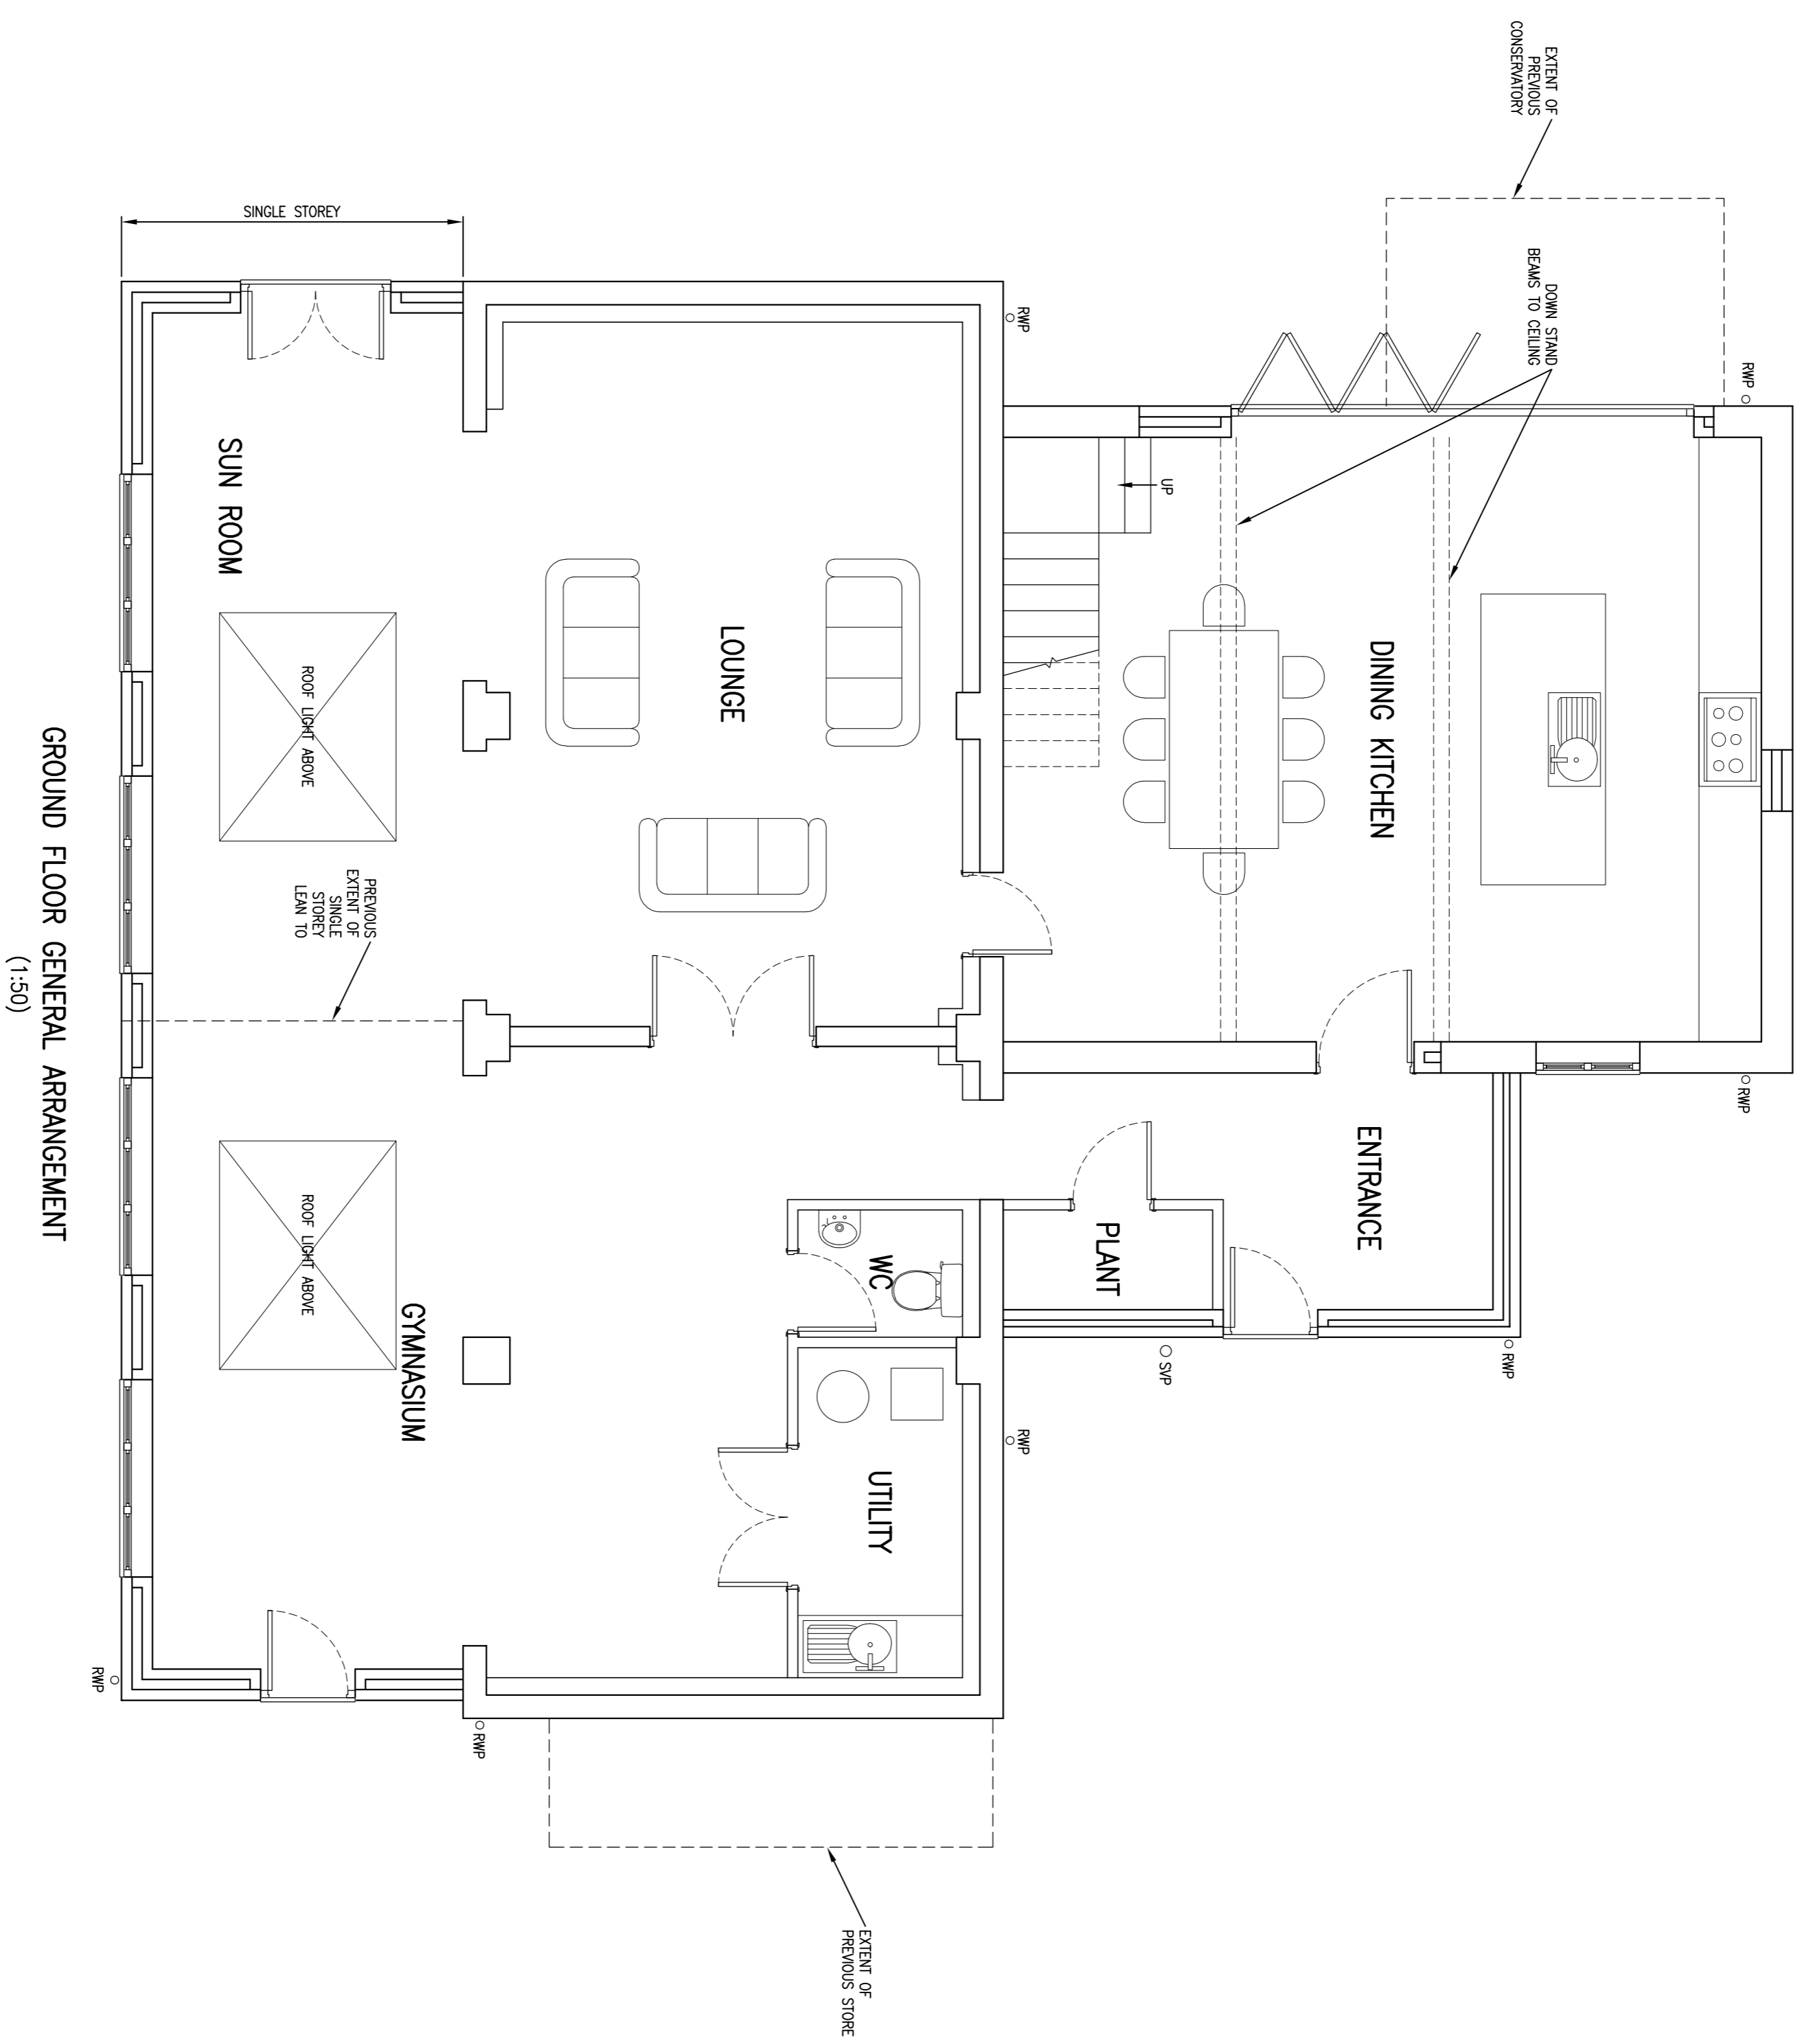 EXTENT OF
PREVIOUS
CONSERVATORY
DOWN STAND
BEAMS TO CEILING
RWP
RWP
RWP
RWP
SVP
RWP
RWP
RWP
UP
DINING KITCHEN
ENTRANCE
PLANT
SINGLE STOREY
LOUNGE
WC
UTILITY
SUN ROOM
GYMNASIUM
ROOF LIGHT ABOVE
ROOF LIGHT ABOVE
PREVIOUS
EXTENT OF
SINGLE
STOREY
LEAN TO
EXTENT OF
PREVIOUS STORE
GROUND FLOOR GENERAL ARRANGEMENT
(1:50)